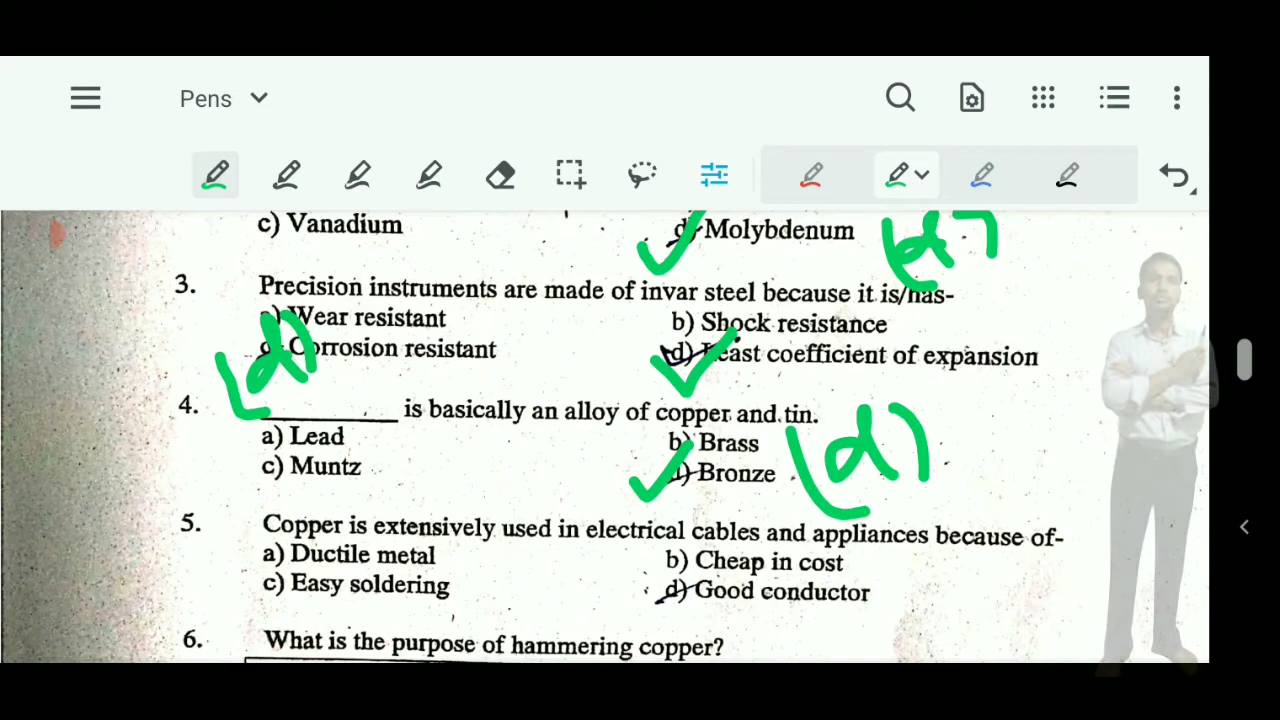 Pens
c) Vanadium d) Molybdenum (d)
3. Precision instruments are made of invar steel because it is/has-
a) Wear resistant b) Shock resistance
c) Corrosion resistant d) Least coefficient of expansion
(d)
4. __________ is basically an alloy of copper and tin.
a) Lead b) Brass
c) Muntz d) Bronze (d)
5. Copper is extensively used in electrical cables and appliances because of-
a) Ductile metal b) Cheap in cost
c) Easy soldering d) Good conductor
6. What is the purpose of hammering copper?